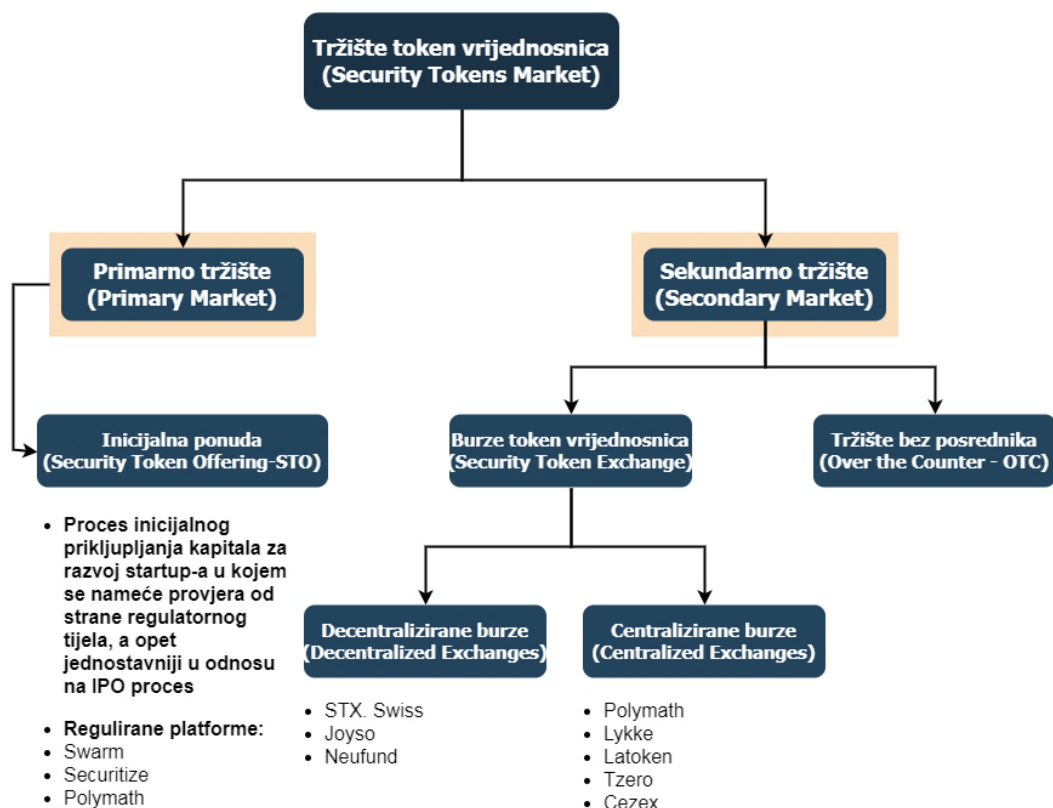 Tržište token vrijednosnica
(Security Tokens Market)
Primarno tržište
(Primary Market)
Sekundarno tržište
(Secondary Market)
Inicijalna ponuda
(Security Token Offering-STO)
Burze token vrijednosnica
(Security Token Exchange)
Tržište bez posrednika
(Over the Counter - OTC)
• Proces inicijalnog
prikljupljanja kapitala za
razvoj startup-a u kojem
se nameće provjera od
strane regulatornog
tijela, a opet
jednostavniji u odnosu
na IPO proces
• Regulirane platforme:
• Swarm
• Securitize
• Polymath
Decentralizirane burze
(Decentralized Exchanges)
• STX. Swiss
• Joyso
• Neufund
Centralizirane burze
(Centralized Exchanges)
• Polymath
• Lykke
• Latoken
• Tzero
• Cezex